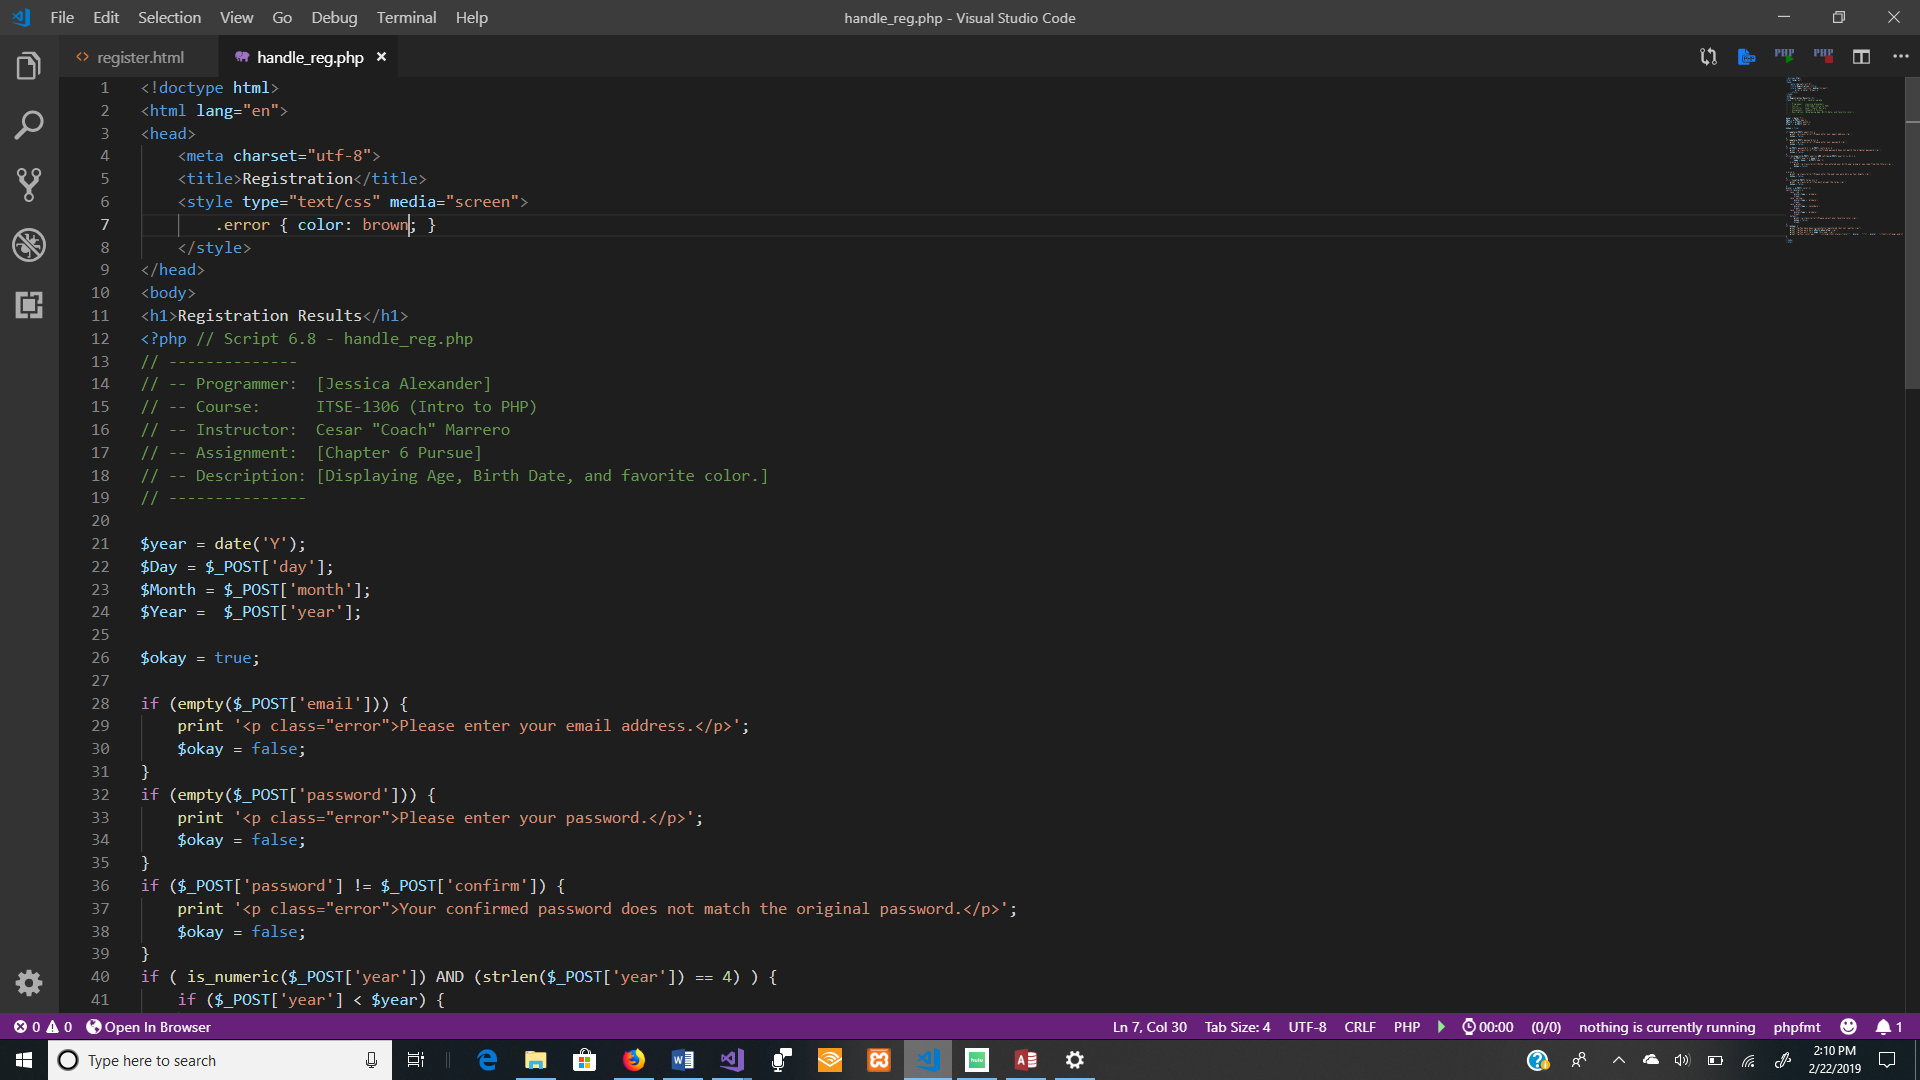 File Edit Selection View Go Debug Terminal Help
handle_reg.php - Visual Studio Code
register.html
handle_reg.php
PHP PHP
1 <!doctype html>
2 <html lang="en">
3 <head>
4 <meta charset="utf-8">
5 <title>Registration</title>
6 <style type="text/css" media="screen">
7 .error { color: brown; }
8 </style>
9 </head>
10 <body>
11 <h1>Registration Results</h1>
12 <?php // Script 6.8 - handle_reg.php
13 // --------------
14 // -- Programmer: [Jessica Alexander]
15 // -- Course: ITSE-1306 (Intro to PHP)
16 // -- Instructor: Cesar "Coach" Marrero
17 // -- Assignment: [Chapter 6 Pursue]
18 // -- Description: [Displaying Age, Birth Date, and favorite color.]
19 // ---------------
20
21 $year = date('Y');
22 $Day = $_POST['day'];
23 $Month = $_POST['month'];
24 $Year =  $_POST['year'];
25
26 $okay = true;
27
28 if (empty($_POST['email'])) {
29 print '<p class="error">Please enter your email address.</p>';
30 $okay = false;
31 }
32 if (empty($_POST['password'])) {
33 print '<p class="error">Please enter your password.</p>';
34 $okay = false;
35 }
36 if ($_POST['password'] != $_POST['confirm']) {
37 print '<p class="error">Your confirmed password does not match the original password.</p>';
38 $okay = false;
39 }
40 if ( is_numeric($_POST['year']) AND (strlen($_POST['year']) == 4) ) {
41 if ($_POST['year'] < $year) {
0 0 Open In Browser
Ln 7, Col 30 Tab Size: 4 UTF-8 CRLF PHP 00:00 (0/0) nothing is currently running phpfmt 1
Type here to search
hulu
2:10 PM
2/22/2019